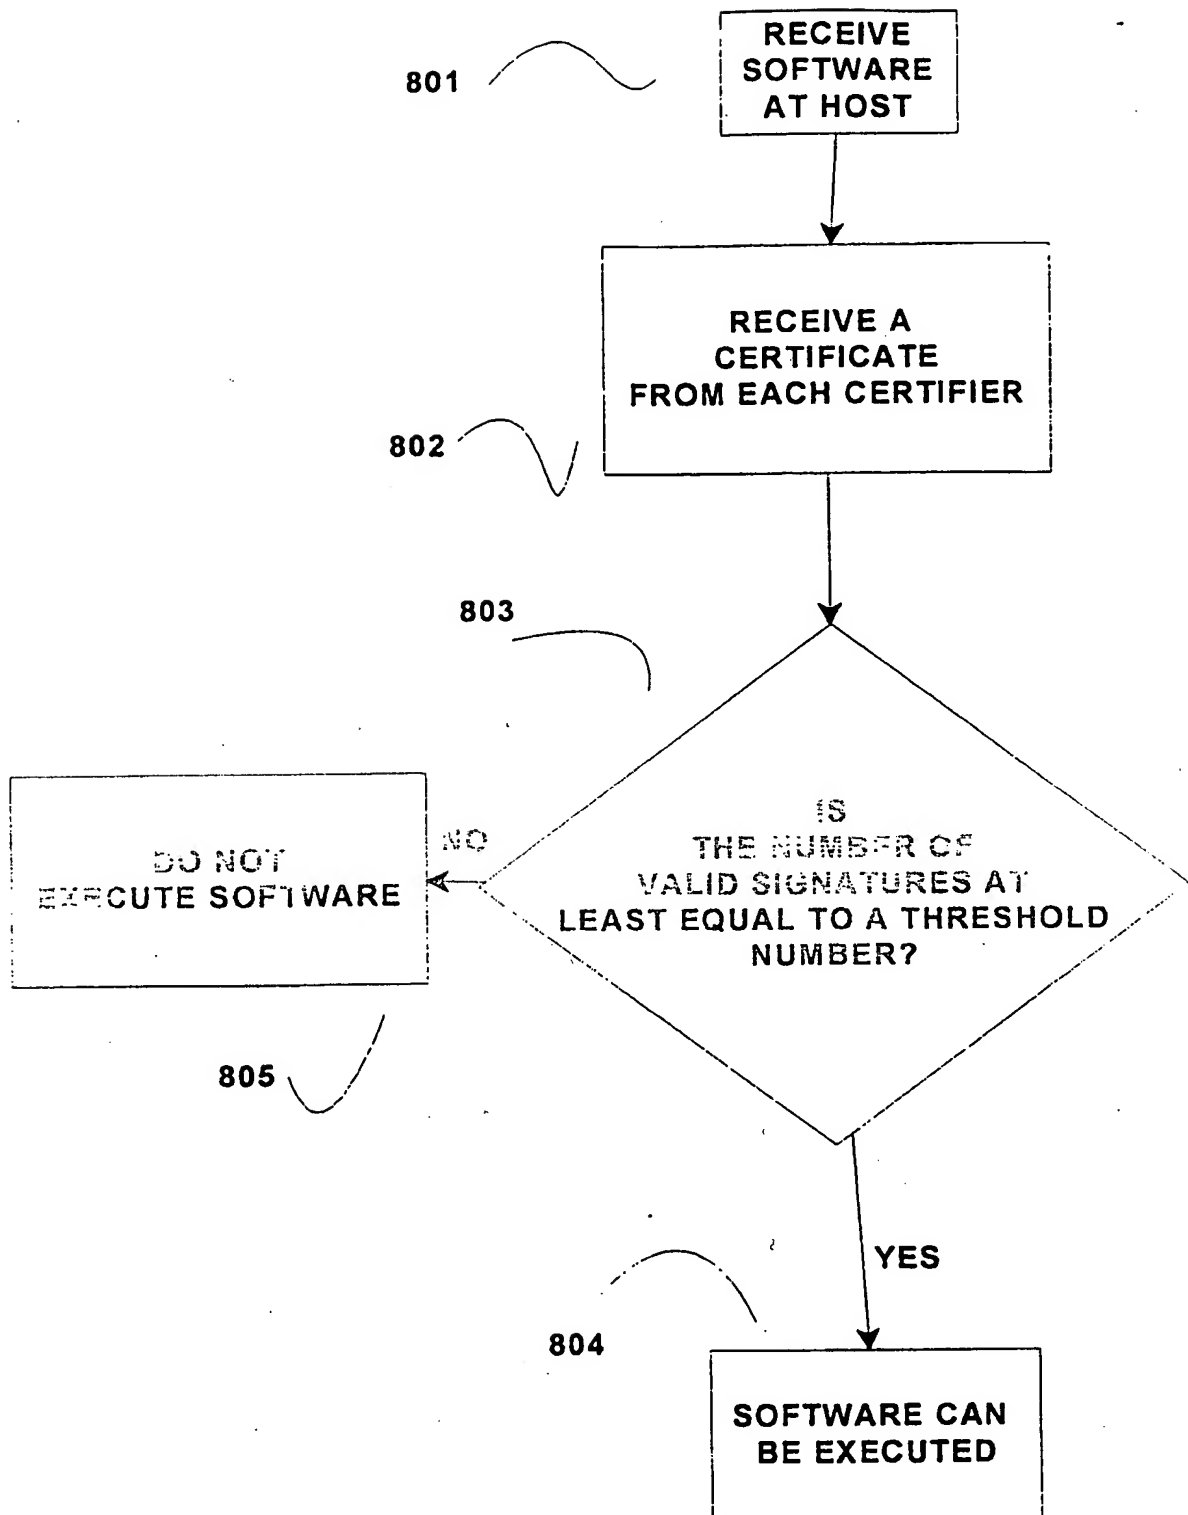 RECEIVE
SOFTWARE
AT HOST
801
RECEIVE A
CERTIFICATE
FROM EACH CERTIFIER
802
803
IS
THE NUMBER OF
VALID SIGNATURES AT
LEAST EQUAL TO A THRESHOLD
NUMBER?
NO
DO NOT
EXECUTE SOFTWARE
805
YES
804
SOFTWARE CAN
BE EXECUTED